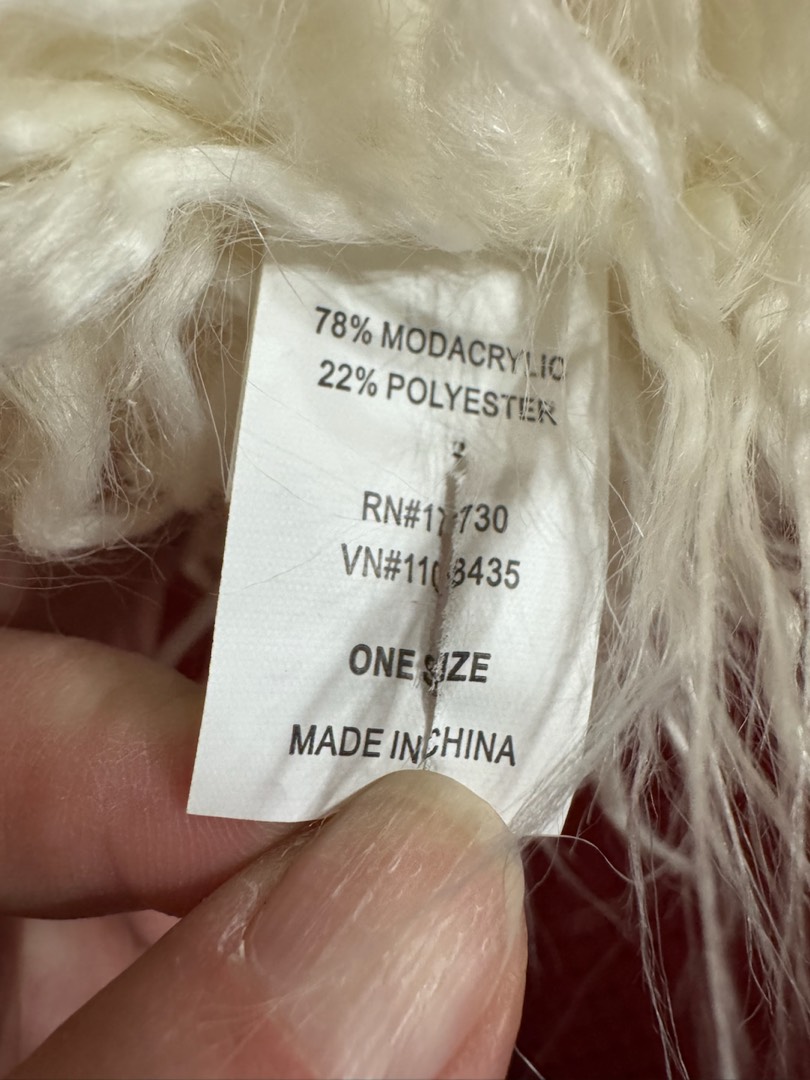 78% MODACRYLIC
22% POLYESTER
ONE SIZE
MADE IN CHINA